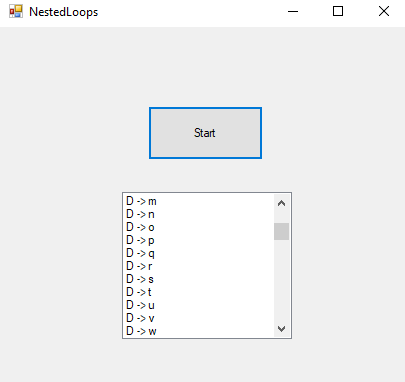 NestedLoops
Start
D -> m
D -> n
D -> o
D -> p
D -> q
D -> r
D -> s
D -> t
D -> u
D -> v
D -> w